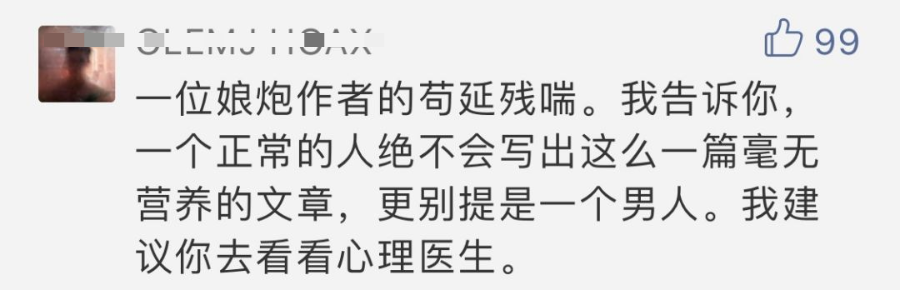 99
一位娘炮作者的苟延残喘。我告诉你，
一个正常的人绝不会写出这么一篇毫无
营养的文章，更别提是一个男人。我建
议你去看看心理医生。